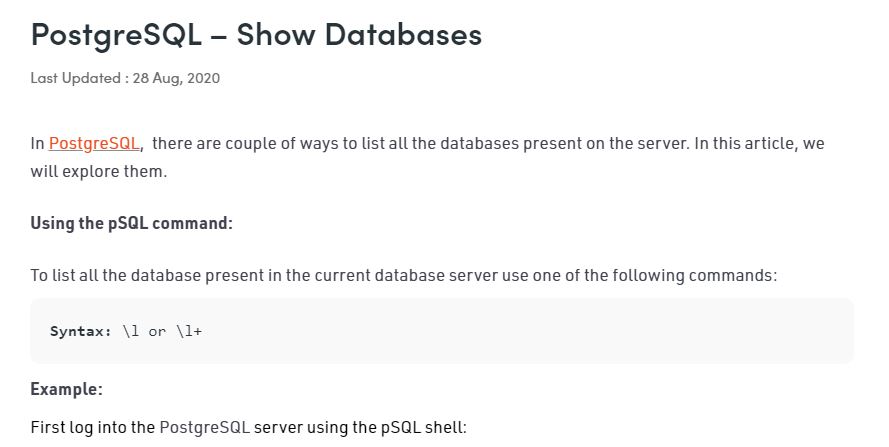 PostgreSQL – Show Databases
Last Updated : 28 Aug, 2020
In PostgreSQL, there are couple of ways to list all the databases present on the server. In this article, we
will explore them.
Using the pSQL command:
To list all the database present in the current database server use one of the following commands:
Syntax: \l or \l+
Example:
First log into the PostgreSQL server using the pSQL shell: